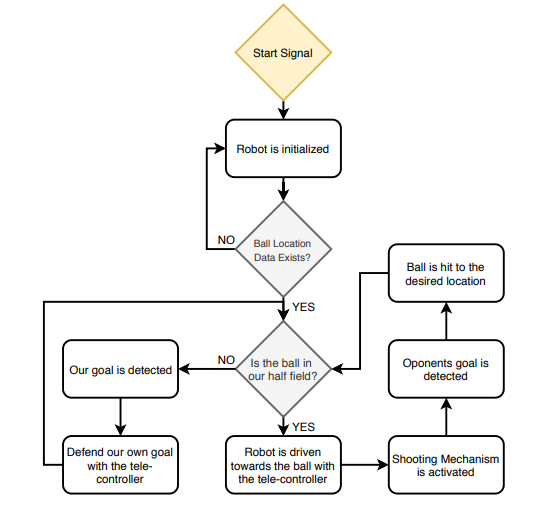 Start Signal
Robot is initialized
NO
Ball Location
Data Exists?
YES
Ball is hit to the
desired location
NO
Is the ball in
our half field?
Our goal is detected
Oponents goal is
detected
YES
Defend our own goal
with the tele-
controller
Robot is driven
towards the ball with
the tele-controller
Shooting Mechanism
is activated